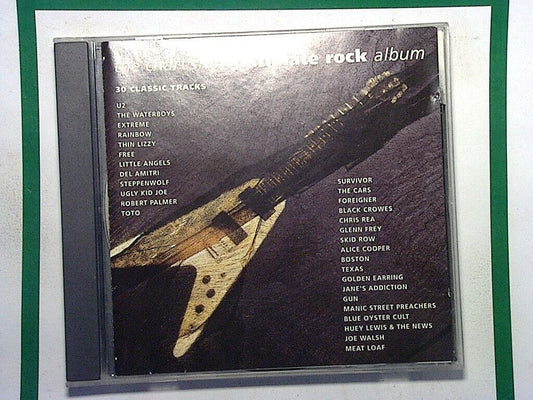 rock album
30 CLASSIC TRACKS
U2
THE WATERBOYS
EXTREME
RAINBOW
THIN LIZZY
FREE
LITTLE ANGELS
DEL AMITRI
STEPPENWOLF
UGLY KID JOE
ROBERT PALMER
TOTO
SURVIVOR
THE CARS
FOREIGNER
BLACK CROWES
CHRIS REA
GLENN FREY
SKID ROW
ALICE COOPER
BOSTON
TEXAS
GOLDEN EARRING
JANE'S ADDICTION
GUN
MANIC STREET PREACHERS
BLUE OYSTER CULT
HUEY LEWIS & THE NEWS
JOE WALSH
MEAT LOAF